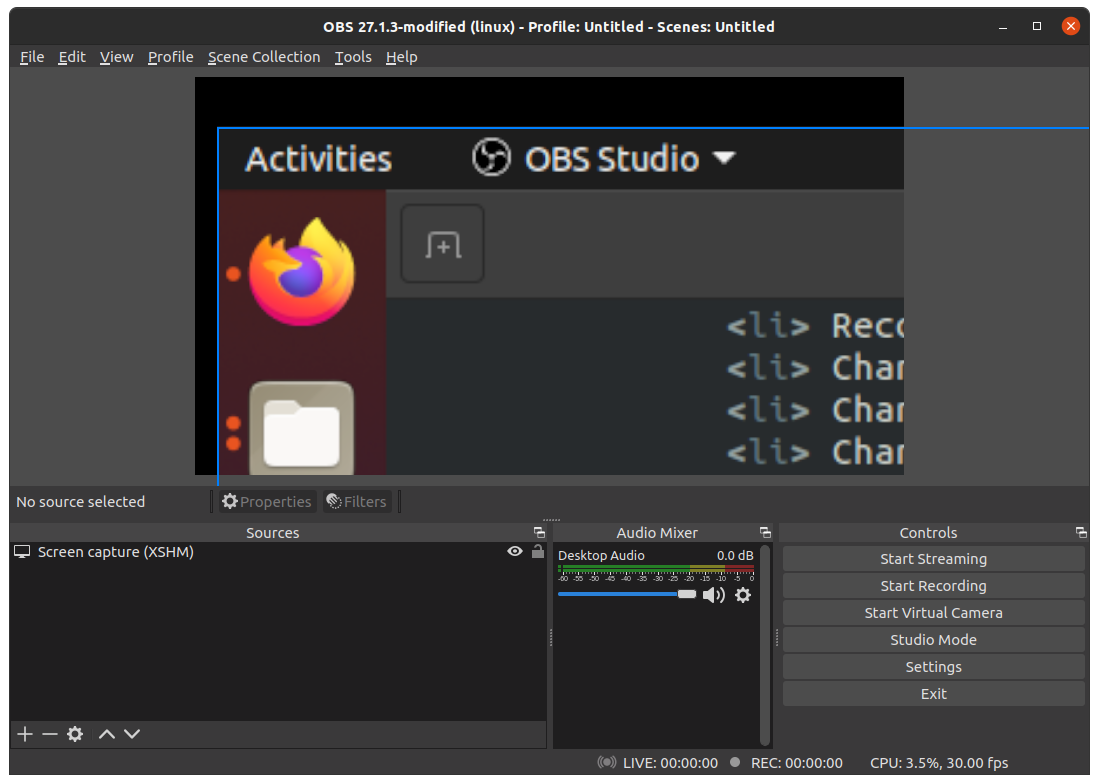 OBS 27.1.3-modified (linux) - Profile: Untitled - Scenes: Untitled
File Edit View Profile Scene Collection Tools Help
Activities OBS Studio
<li> Reco
<li> Char
<li> Char
<li> Char
No source selected Properties Filters
Sources Audio Mixer Controls
Screen capture (XSHM)
Desktop Audio 0.0 dB
-60 -55 -50 -45 -40 -35 -30 -25 -20 -15 -10 -5 0
Start Streaming
Start Recording
Start Virtual Camera
Studio Mode
Settings
Exit
LIVE: 00:00:00 REC: 00:00:00 CPU: 3.5%, 30.00 fps